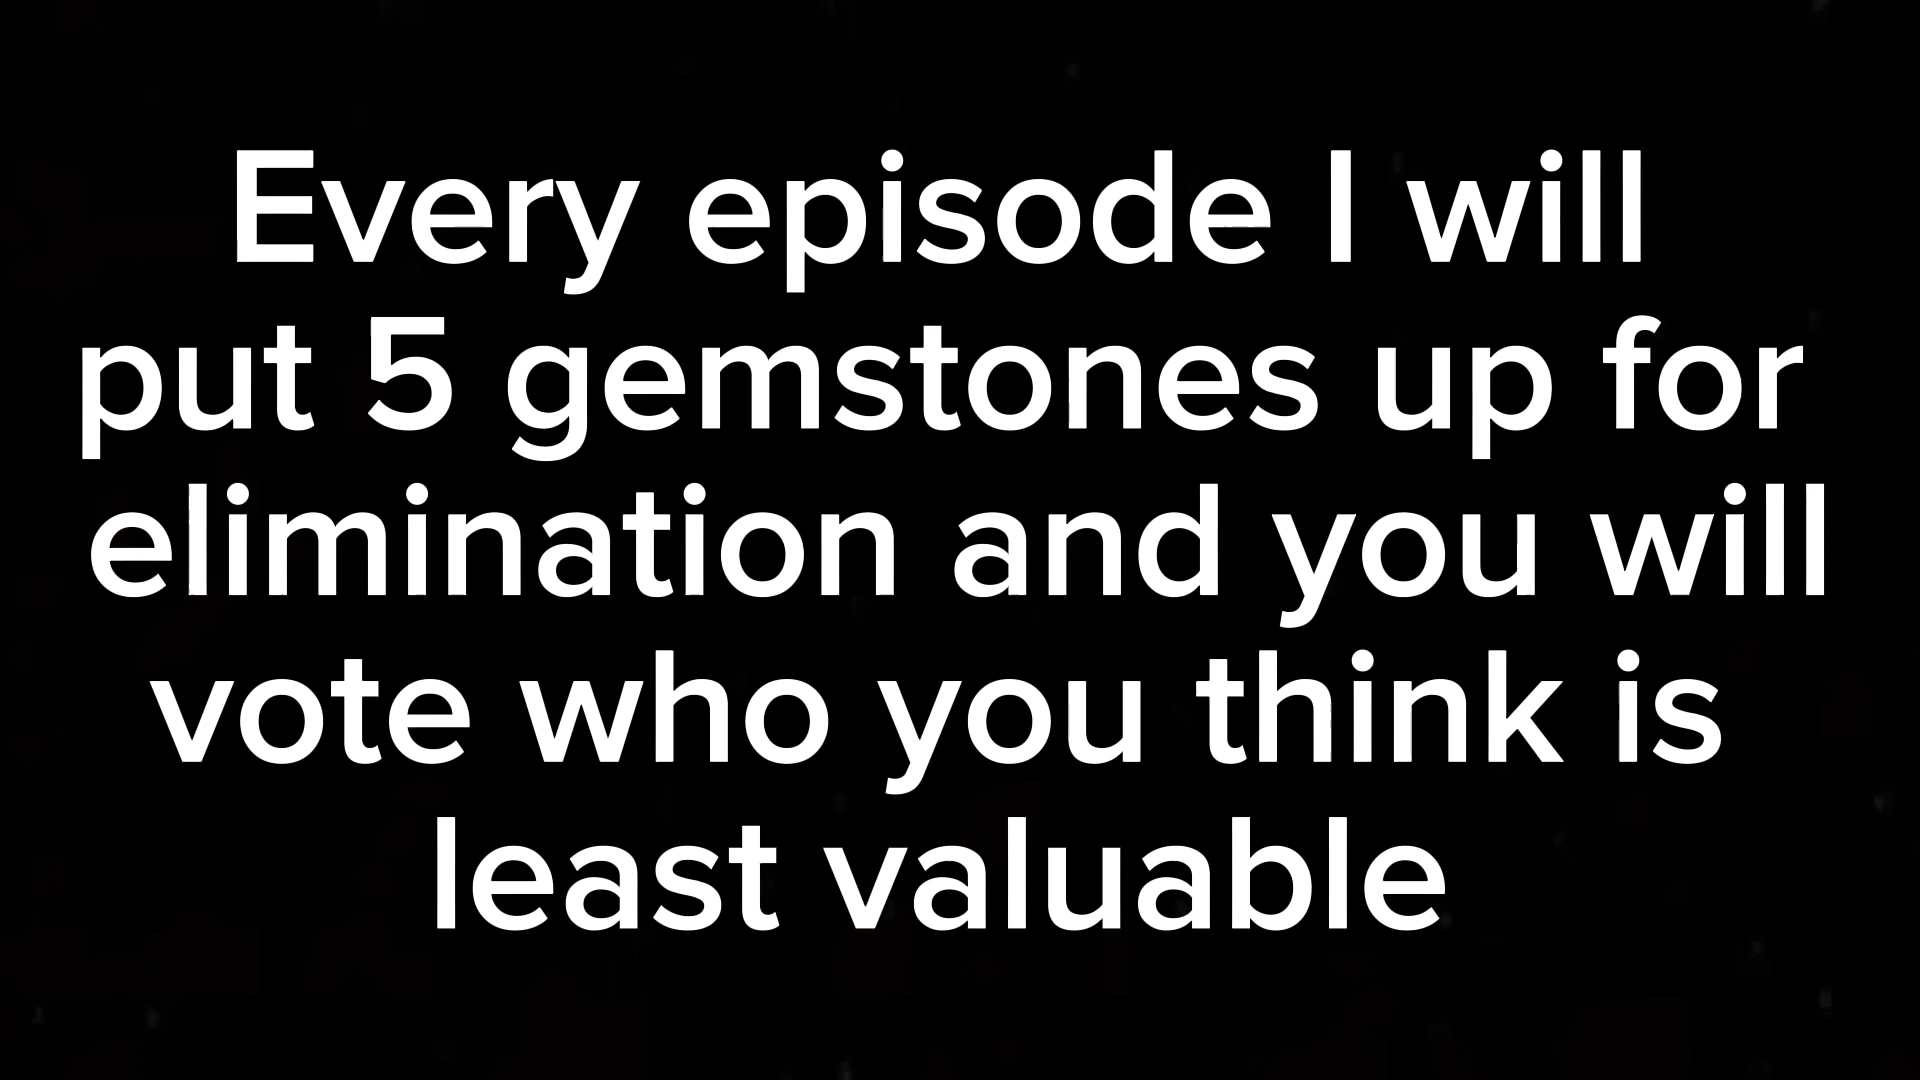 Every episode I will
put 5 gemstones up for
elimination and you will
vote who you think is
least valuable